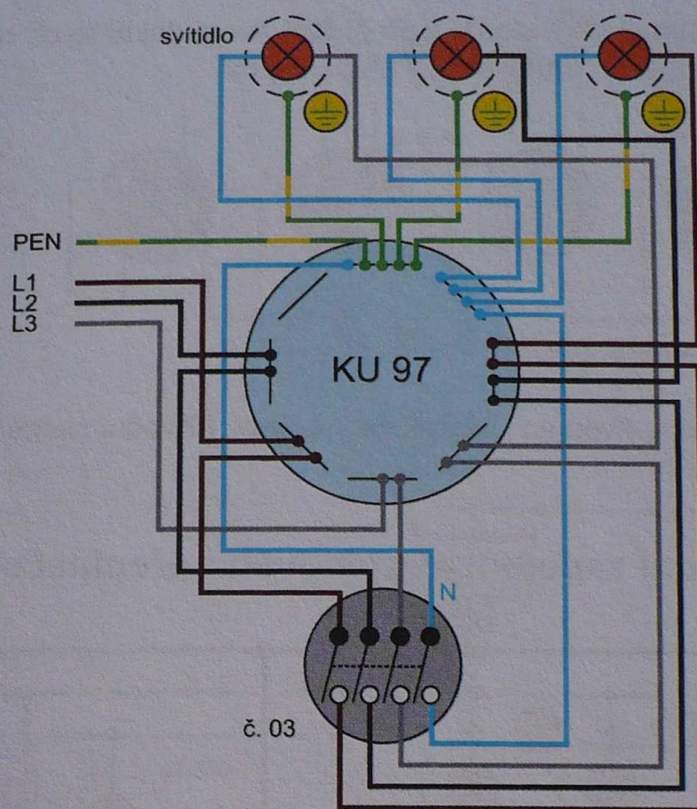 svítidlo
PEN
L1
L2
L3
KU 97
N
č. 03